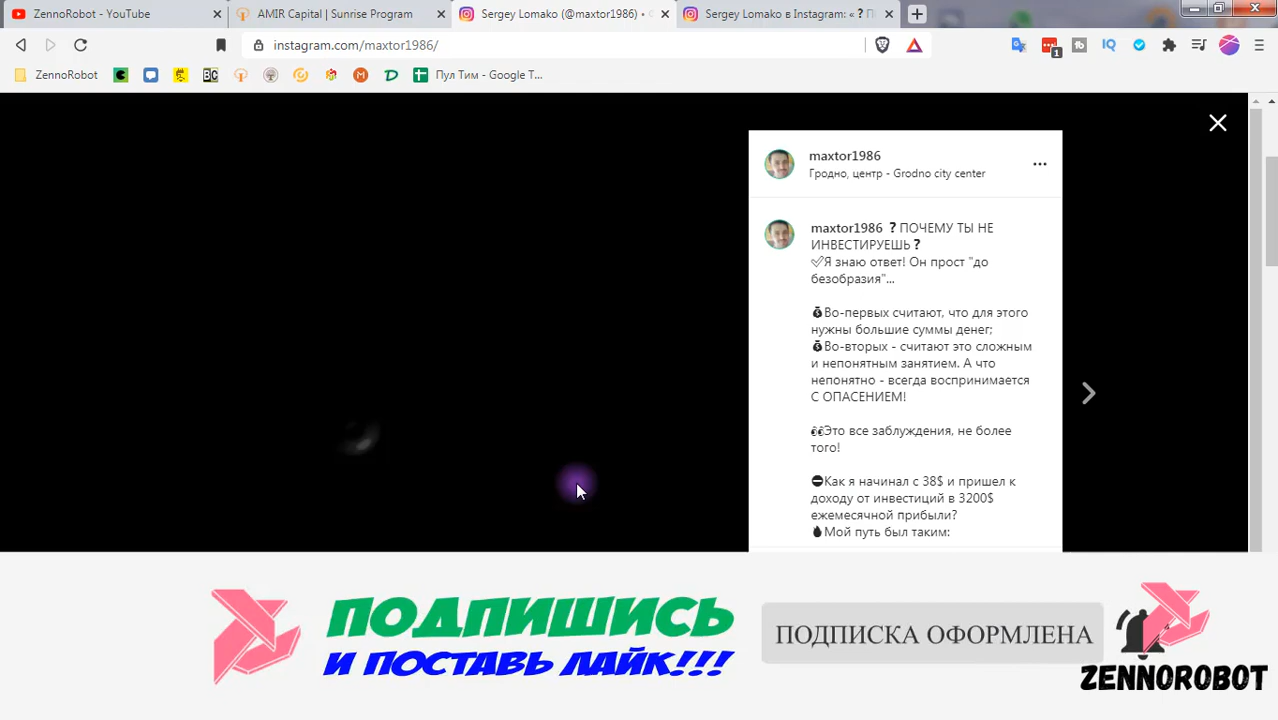 ZennoRobot - YouTube
AMIR Capital | Sunrise Program
Sergey Lomako (@maxtor1986) •
Sergey Lomako в Instagram: « ? П
instagram.com/maxtor1986/
1
ZennoRobot
BC
M
Пул Тим - Google Т...
maxtor1986
Гродно, центр - Grodno city center
maxtor1986 ❓ПОЧЕМУ ТЫ НЕ
ИНВЕСТИРУЕШЬ❓
✅Я знаю ответ! Он прост "до
безобразия"...
💰Во-первых считают, что для этого
нужны большие суммы денег;
💰Во-вторых - считают это сложным
и непонятным занятием. А что
непонятно - всегда воспринимается
С ОПАСЕНИЕМ!
👀Это все заблуждения, не более
того!
⛔Как я начинал с 38$ и пришел к
доходу от инвестиций в 3200$
ежемесячной прибыли?
🔥Мой путь был таким:
ПОДПИШИСЬ
И ПОСТАВЬ ЛАЙК!!!
ПОДПИСКА ОФОРМЛЕНА
ZENNOROBOT